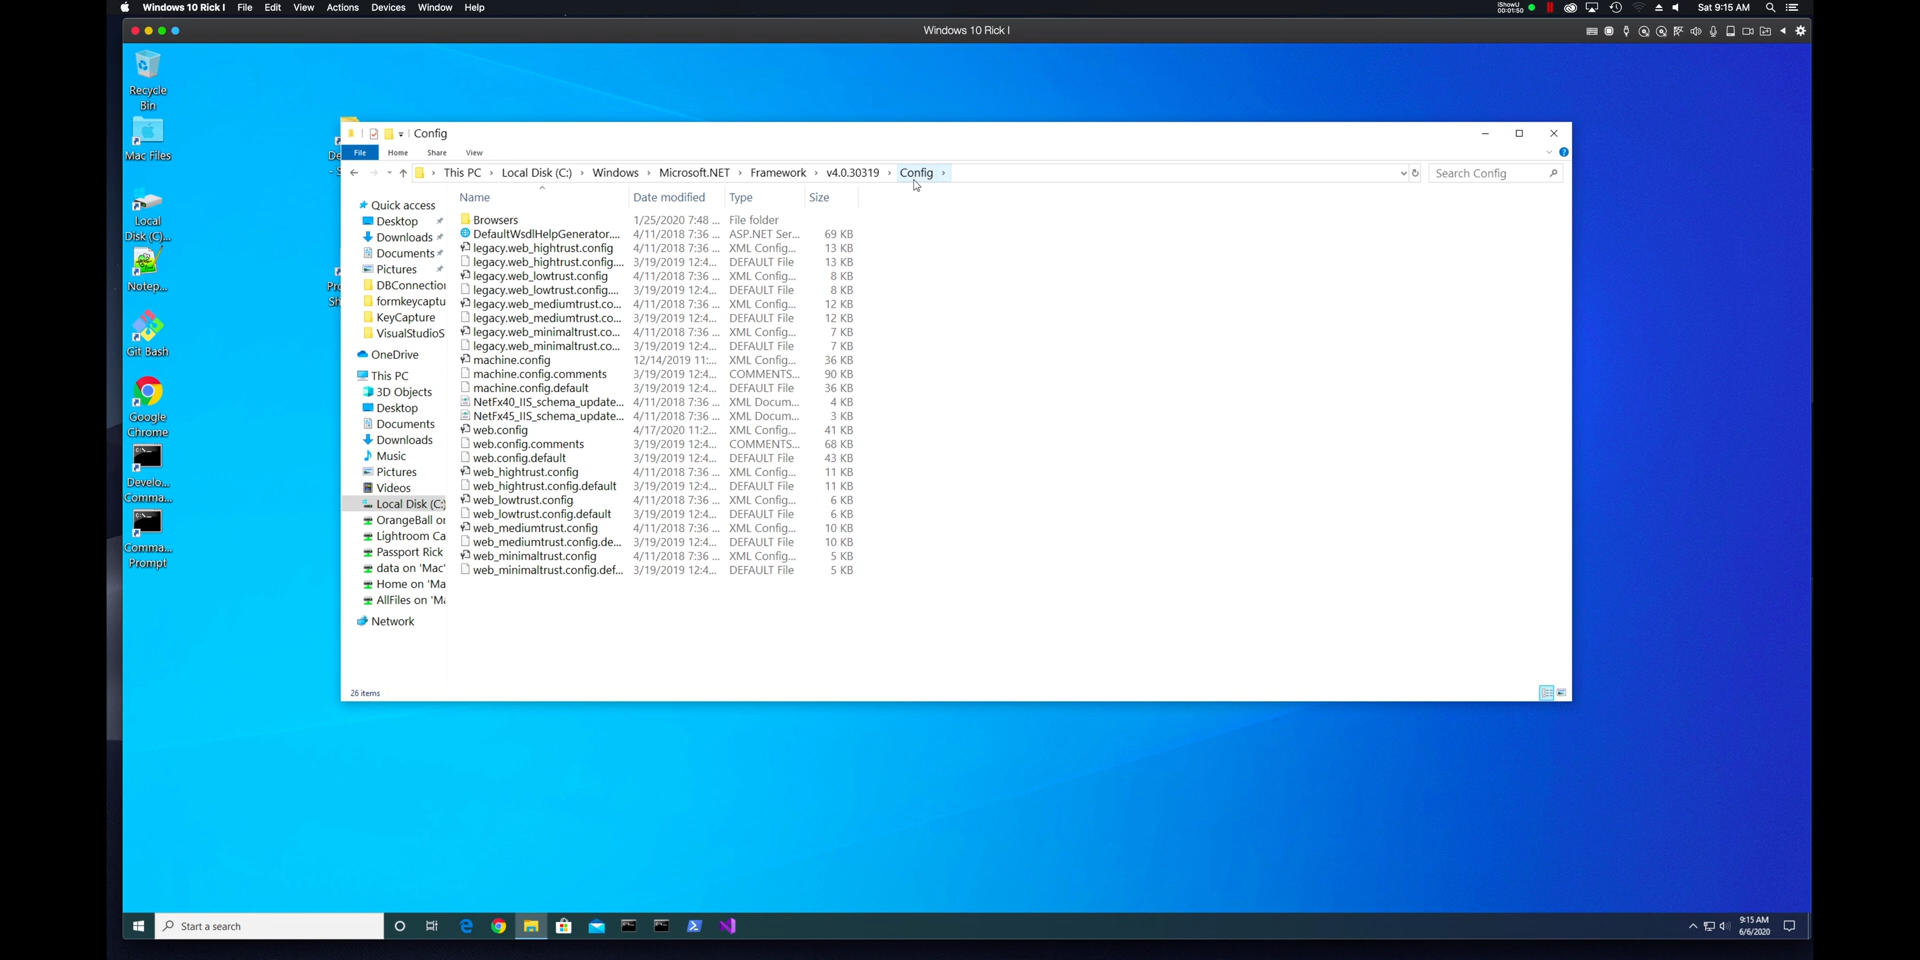 Windows 10 Rick I File Edit View Actions Devices Window Help
iShowU
00:01:50
Sat 9:15 AM
Windows 10 Rick I
Recycle
Bin
Mac Files
Local
Disk (C)...
Notep...
Git Bash
Google
Chrome
Develo...
Comma...
Comma...
Prompt
Config
File Home Share View
This PC Local Disk (C:) Windows Microsoft.NET Framework v4.0.30319 Config
Search Config
Quick access
Desktop
Downloads
Documents
Pictures
DBConnection
formkeycaptu
KeyCapture
VisualStudioS
OneDrive
This PC
3D Objects
Desktop
Documents
Downloads
Music
Pictures
Videos
Local Disk (C:)
OrangeBall on
Lightroom Ca
Passport Rick
data on 'Mac'
Home on 'Ma
AllFiles on 'Ma
Network
Name Date modified Type Size
Browsers 1/25/2020 7:48 ... File folder
DefaultWsdlHelpGenerator.... 4/11/2018 7:36 ... ASP.NET Ser... 69 KB
legacy.web_hightrust.config 4/11/2018 7:36 ... XML Config... 13 KB
legacy.web_hightrust.config.... 3/19/2019 12:4... DEFAULT File 13 KB
legacy.web_lowtrust.config 4/11/2018 7:36 ... XML Config... 8 KB
legacy.web_lowtrust.config.... 3/19/2019 12:4... DEFAULT File 8 KB
legacy.web_mediumtrust.co... 4/11/2018 7:36 ... XML Config... 12 KB
legacy.web_mediumtrust.co... 3/19/2019 12:4... DEFAULT File 12 KB
legacy.web_minimaltrust.co... 4/11/2018 7:36 ... XML Config... 7 KB
legacy.web_minimaltrust.co... 3/19/2019 12:4... DEFAULT File 7 KB
machine.config 12/14/2019 11:... XML Config... 36 KB
machine.config.comments 3/19/2019 12:4... COMMENTS... 90 KB
machine.config.default 3/19/2019 12:4... DEFAULT File 36 KB
NetFx40_IIS_schema_update... 4/11/2018 7:36 ... XML Docum... 4 KB
NetFx45_IIS_schema_update... 4/11/2018 7:36 ... XML Docum... 3 KB
web.config 4/17/2020 11:2... XML Config... 41 KB
web.config.comments 3/19/2019 12:4... COMMENTS... 68 KB
web.config.default 3/19/2019 12:4... DEFAULT File 43 KB
web_hightrust.config 4/11/2018 7:36 ... XML Config... 11 KB
web_hightrust.config.default 3/19/2019 12:4... DEFAULT File 11 KB
web_lowtrust.config 4/11/2018 7:36 ... XML Config... 6 KB
web_lowtrust.config.default 3/19/2019 12:4... DEFAULT File 6 KB
web_mediumtrust.config 4/11/2018 7:36 ... XML Config... 10 KB
web_mediumtrust.config.de... 3/19/2019 12:4... DEFAULT File 10 KB
web_minimaltrust.config 4/11/2018 7:36 ... XML Config... 5 KB
web_minimaltrust.config.def... 3/19/2019 12:4... DEFAULT File 5 KB
26 items
Start a search
9:15 AM
6/6/2020